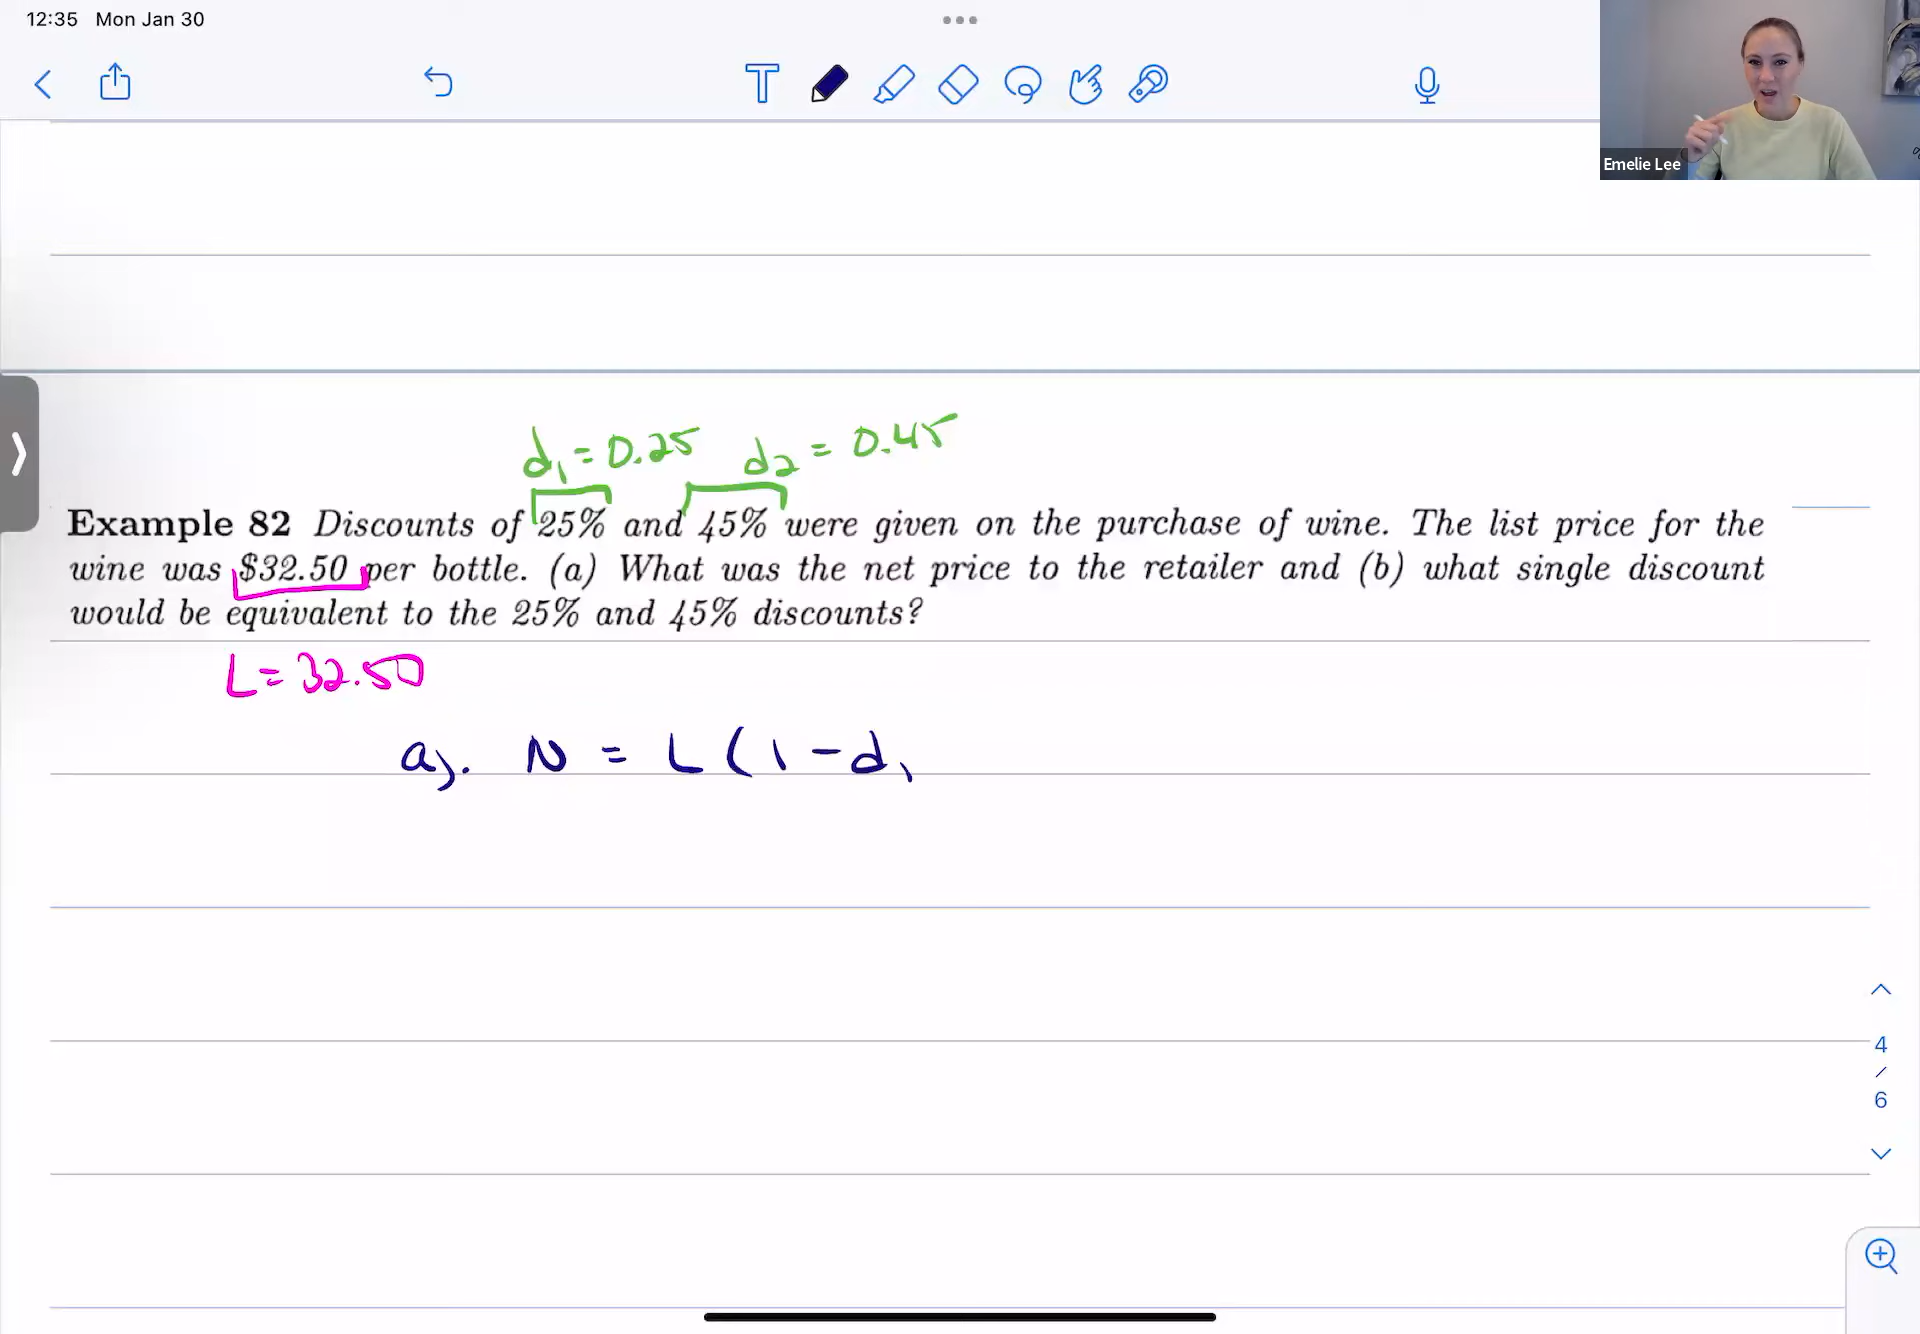 12:35 Mon Jan 30
T
Emelie Lee
d₁ = 0.25 d₂ = 0.45
Example 82 Discounts of 25% and 45% were given on the purchase of wine. The list price for the
wine was $32.50 per bottle. (a) What was the net price to the retailer and (b) what single discount
would be equivalent to the 25% and 45% discounts?
L = 32.50
a). N = L (1 - d₁
4
/
6